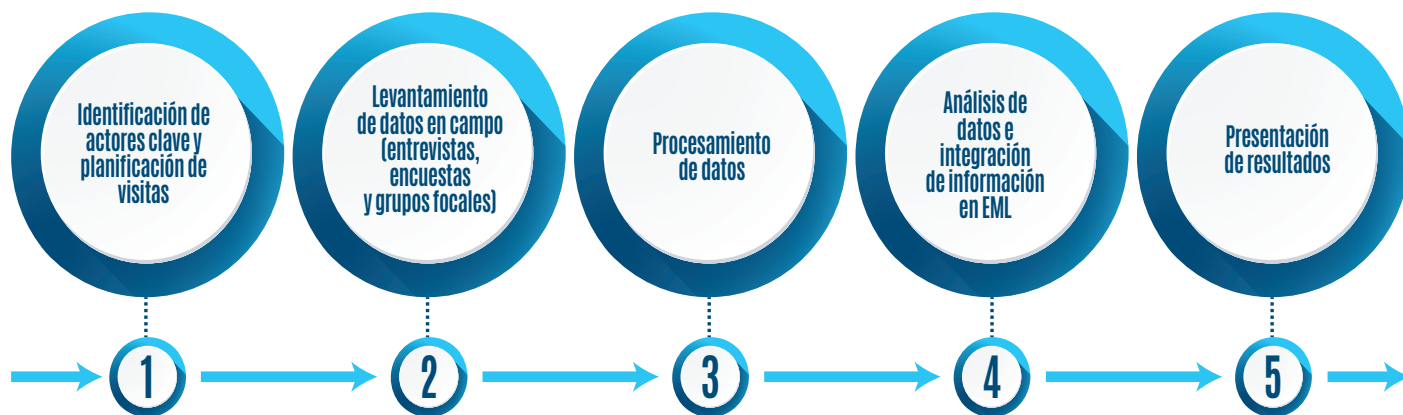 Identificación de
actores clave y
planificación de
visitas
Levantamiento
de datos en campo
(entrevistas,
encuestas
y grupos focales)
Procesamiento
de datos
Análisis de
datos e
integración
de información
en EML
Presentación
de resultados
1
2
3
4
5